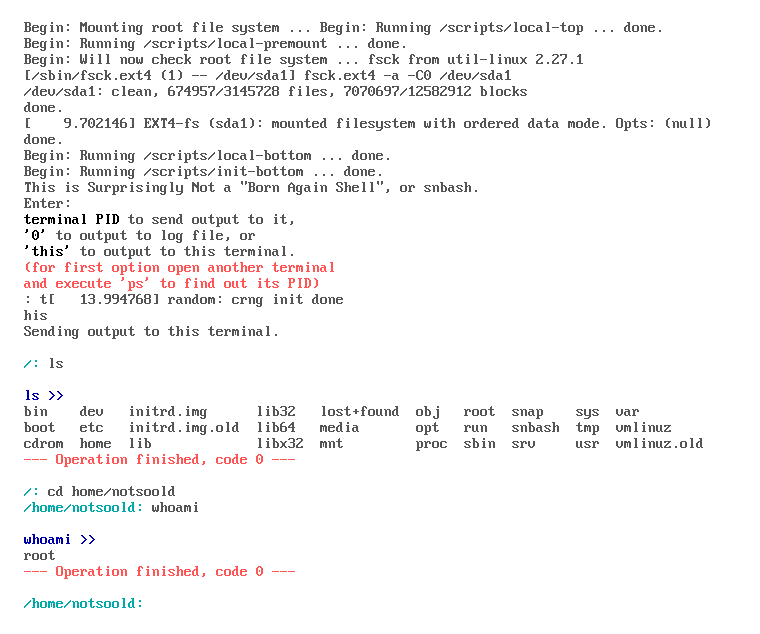 Begin: Mounting root file system ... Begin: Running /scripts/local-top ... done.
Begin: Running /scripts/local-premount ... done.
Begin: Will now check root file system ... fsck from util-linux 2.27.1
[/sbin/fsck.ext4 (1) -- /dev/sda1] fsck.ext4 -a -C0 /dev/sda1
/dev/sda1: clean, 674957/3145728 files, 7070697/12582912 blocks
done.
[    9.702146] EXT4-fs (sda1): mounted filesystem with ordered data mode. Opts: (null)
done.
Begin: Running /scripts/local-bottom ... done.
Begin: Running /scripts/init-bottom ... done.
This is Surprisingly Not a "Born Again Shell", or snbash.
Enter:
terminal PID to send output to it,
'0' to output to log file, or
'this' to output to this terminal.
(for first option open another terminal
and execute 'ps' to find out its PID)
: t[   13.994768] random: crng init done
his
Sending output to this terminal.
/: ls
ls >>
bin    dev   initrd.img      lib32   lost+found  obj   root  snap    sys  var
boot   etc   initrd.img.old  lib64   media       opt   run   snbash  tmp  vmlinuz
cdrom  home  lib             libx32  mnt         proc  sbin  srv     usr  vmlinuz.old
--- Operation finished, code 0 ---
/: cd home/notsoold
/home/notsoold: whoami
whoami >>
root
--- Operation finished, code 0 ---
/home/notsoold: